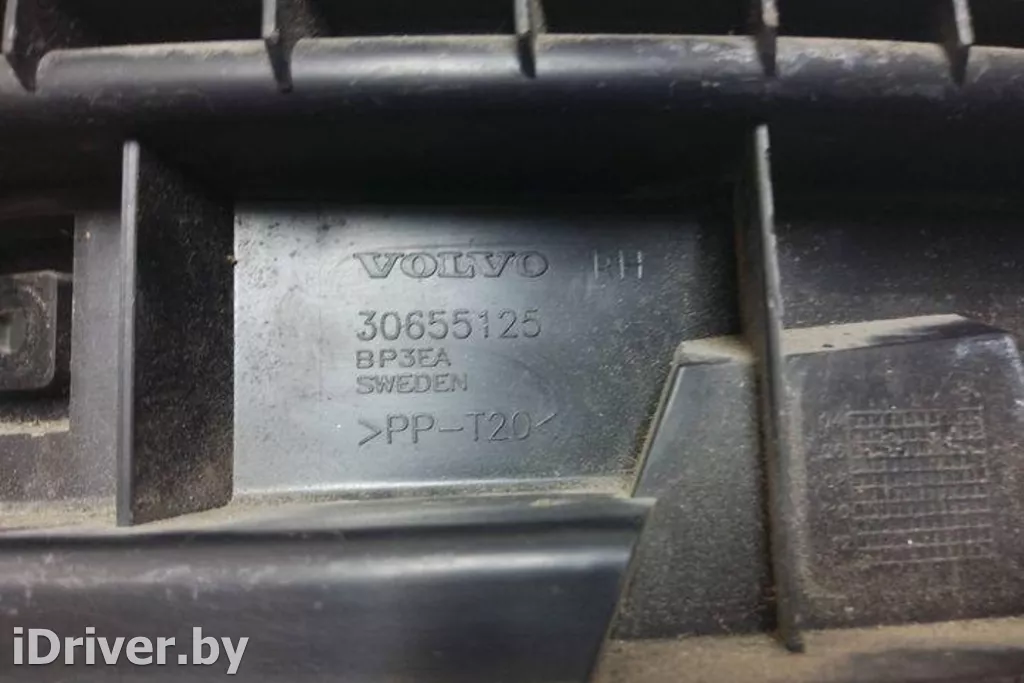 VOLVO RH
30655125
BP3EA
SWEDEN
>PP-T20<
iDriver.by